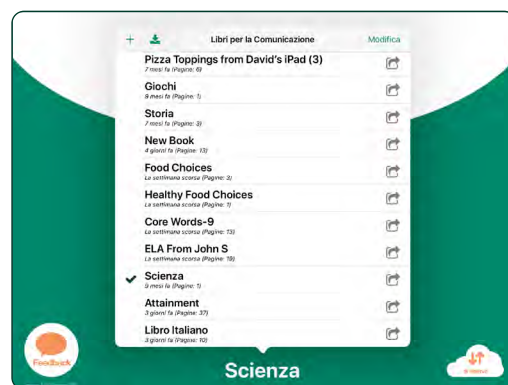 Libri per la Comunicazione
Modifica
Pizza Toppings from David's iPad (3)
7 mesi fa (Pagine: 6)
Giochi
9 mesi fa (Pagine: 1)
Storia
7 mesi fa (Pagine: 3)
New Book
4 giorni fa (Pagine: 13)
Food Choices
La settimana scorsa (Pagine: 3)
Healthy Food Choices
La settimana scorsa (Pagine: 1)
Core Words-9
La settimana scorsa (Pagine: 13)
ELA From John S
La settimana scorsa (Pagine: 19)
Scienza
9 mesi fa (Pagine: 1)
Attainment
3 giorni fa (Pagine: 37)
Libro Italiano
3 giorni fa (Pagine: 10)
Feedback
Scienza